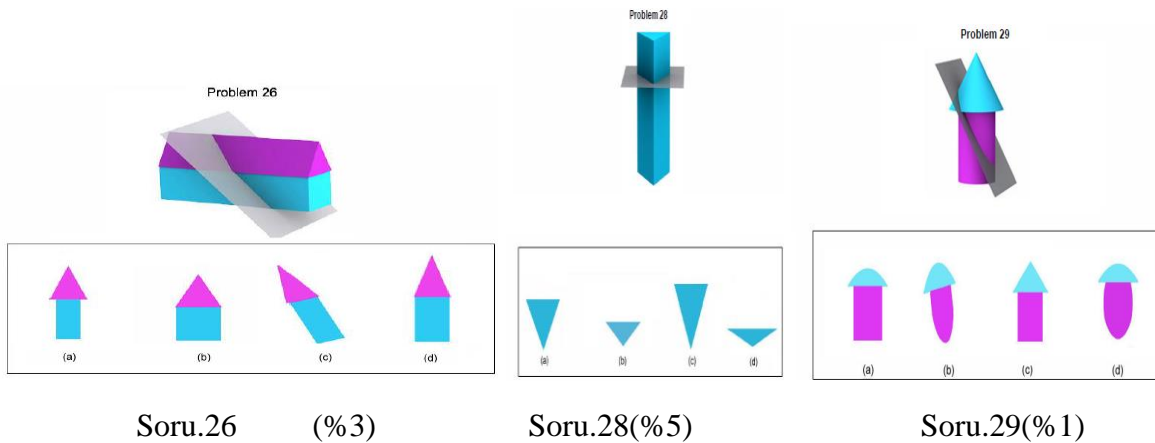 Problem 26
(a) (b) (c) (d)
Problem 28
(a) (b) (c) (d)
Problem 29
(a) (b) (c) (d)
Soru.26 (%3) Soru.28(%5) Soru.29(%1)